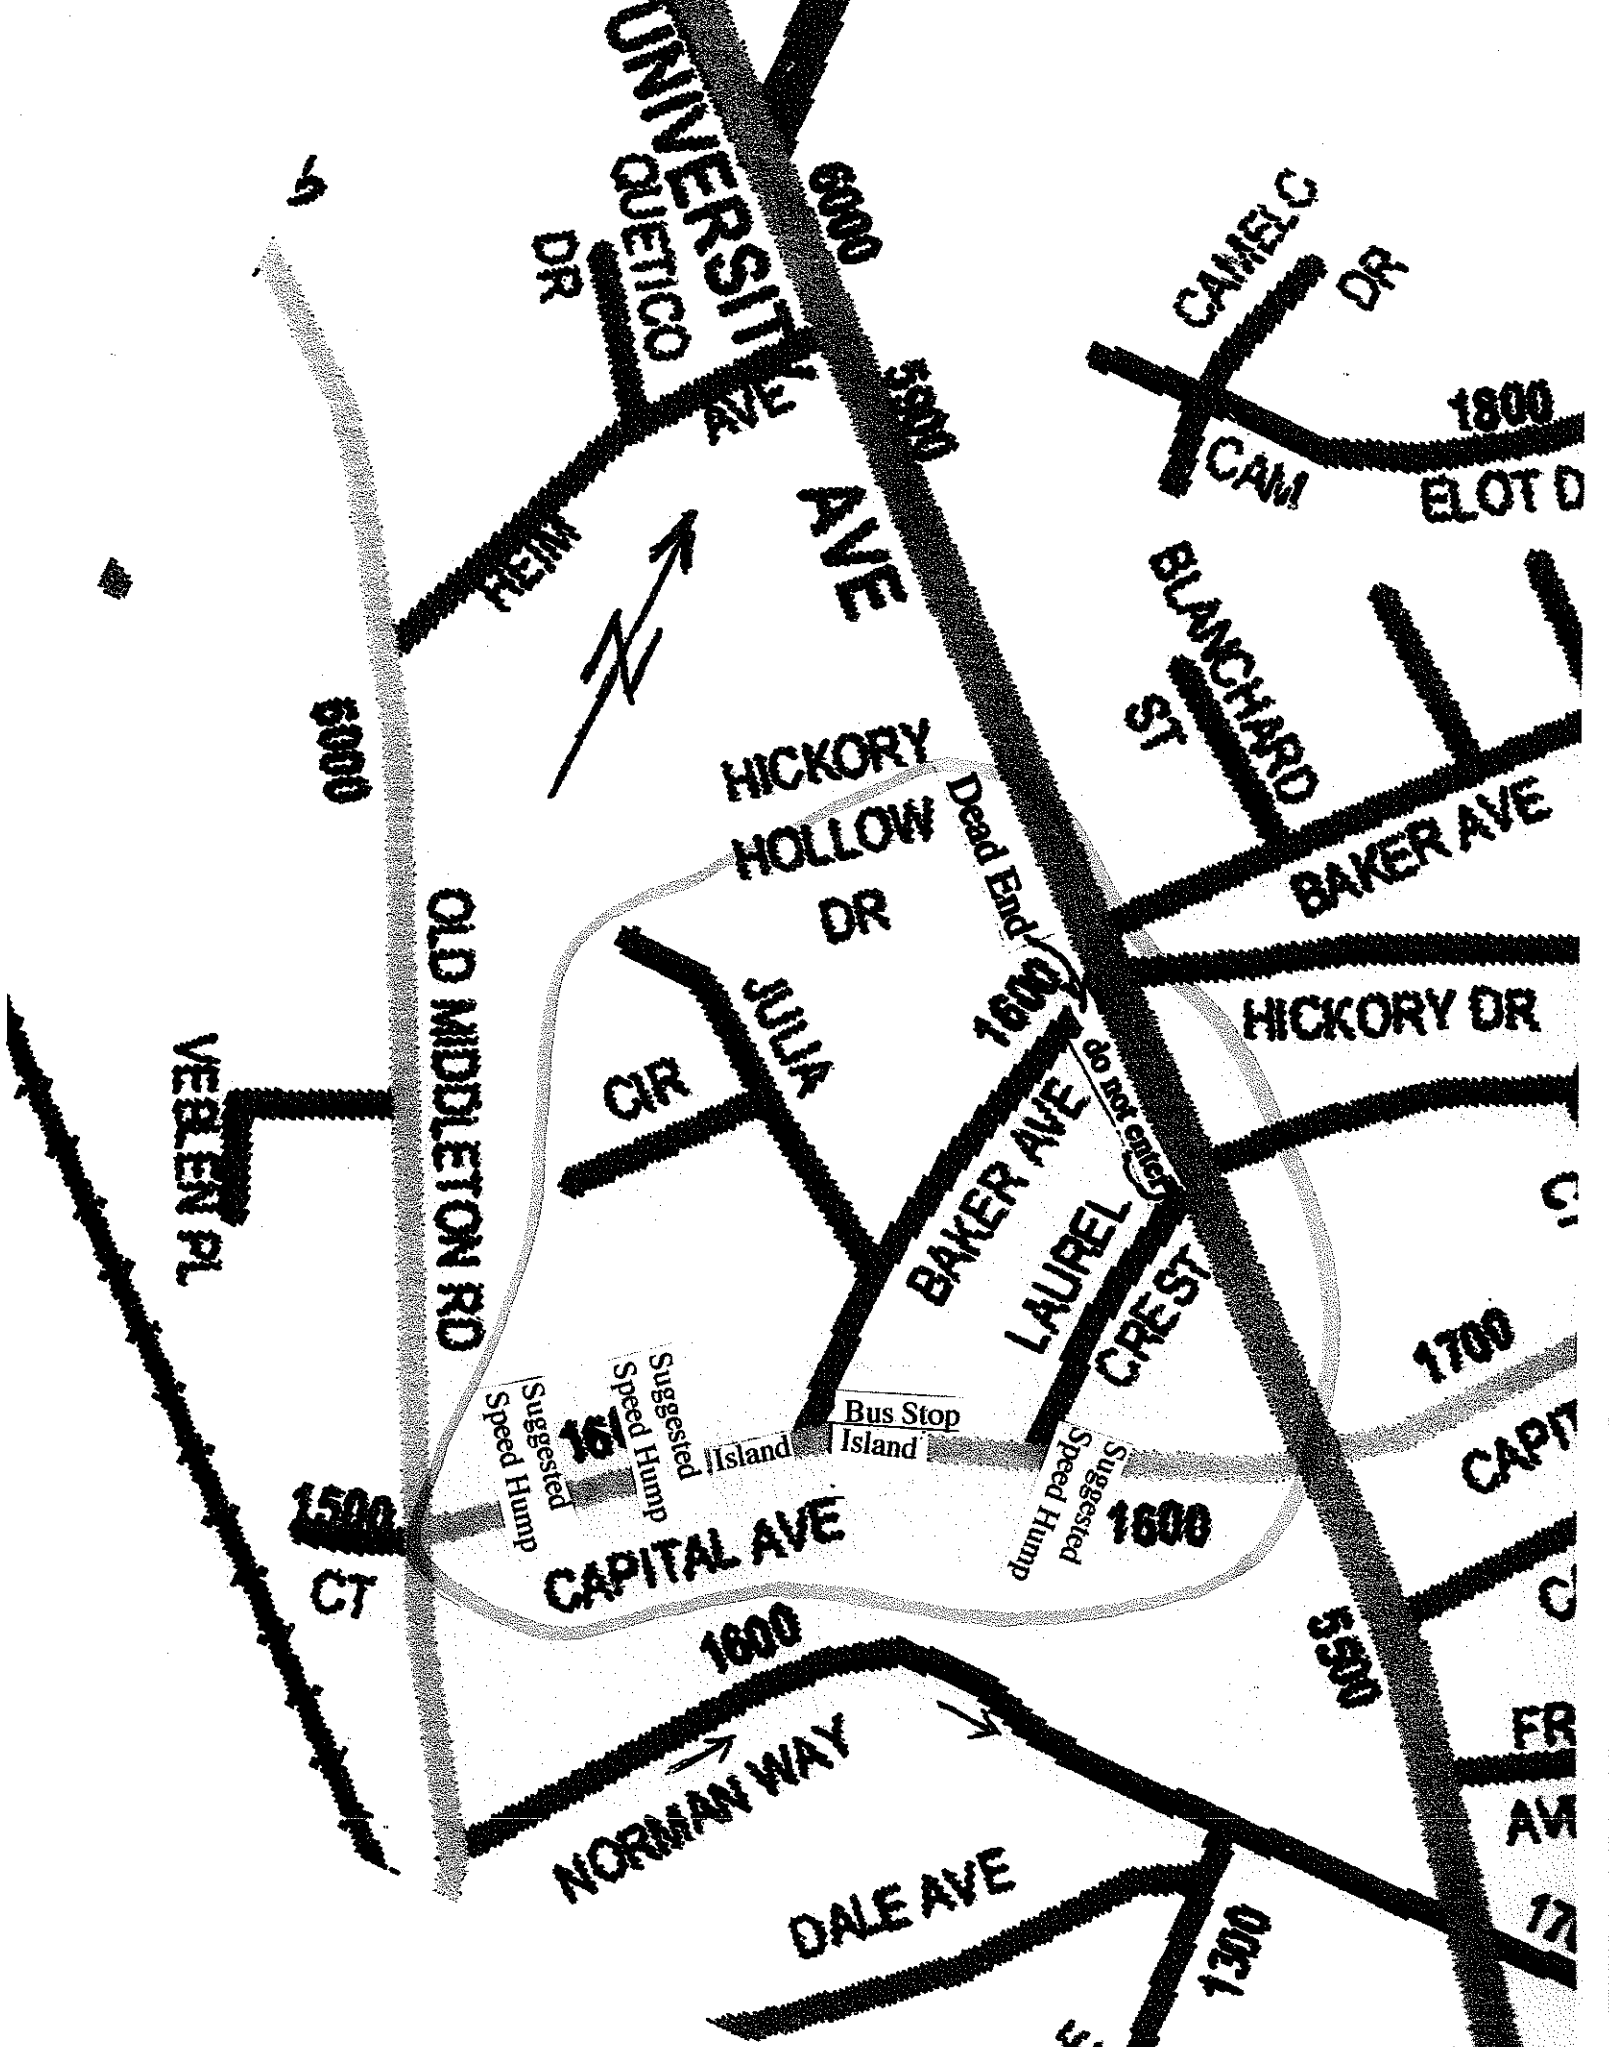 UNIVERSITY
AVE
QUETICO
DR
6000
CAMELC
DR
5900
AVE
1800
CAM
ELOT D
HEIM
N
BLANCHARD
ST
6000
HICKORY
HOLLOW
DR
Dead End
BAKER AVE
OLD MIDDLETON RD
JULIA
CIR
1600
HICKORY DR
VEBLEN PL
do not enter
BAKER AVE
LAUREL
CREST
1700
Suggested
Speed Hump
Suggested
Speed Hump
Bus Stop
Island
Island
Suggested
Speed Hump
CAPIT
1500
CT
CAPITAL AVE
1600
1600
5500
NORMAN WAY
FR
AVE
DALE AVE
1300